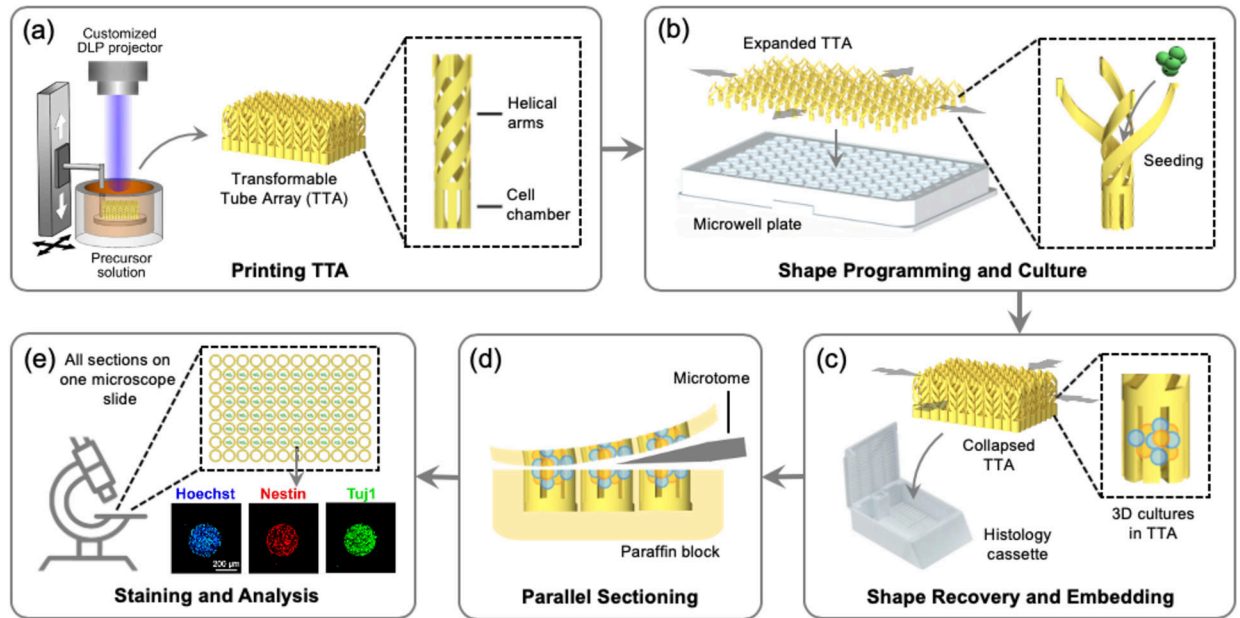 (a)
Customized
DLP projector
Precursor
solution
Transformable
Tube Array (TTA)
Helical
arms
Cell
chamber
Printing TTA
(b)
Expanded TTA
Microwell plate
Seeding
Shape Programming and Culture
(c)
Collapsed
TTA
Histology
cassette
3D cultures
in TTA
Shape Recovery and Embedding
(d)
Microtome
Paraffin block
Parallel Sectioning
(e)
All sections on
one microscope
slide
Hoechst
Nestin
Tuj1
200 μm
Staining and Analysis